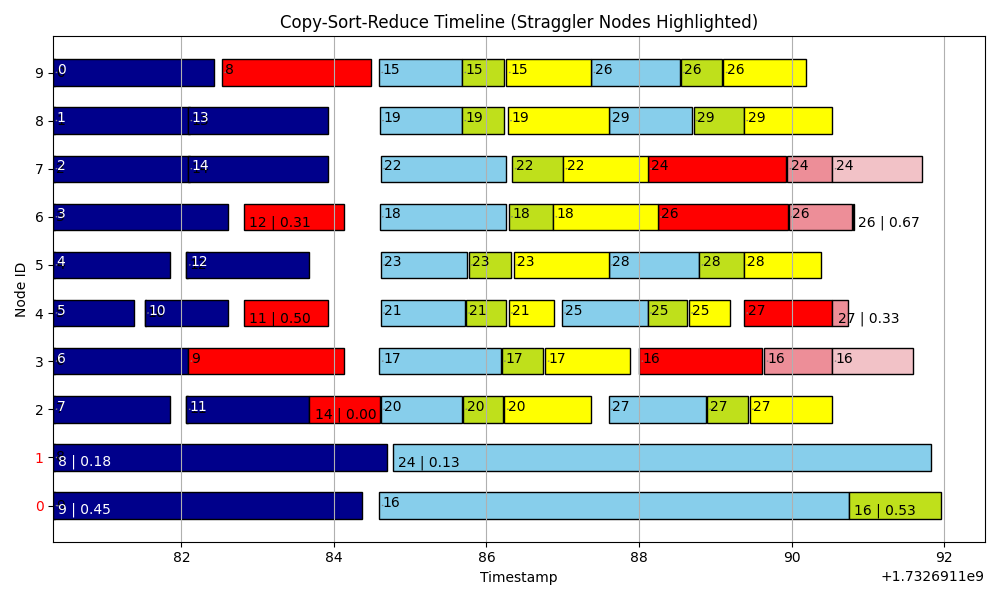 Copy-Sort-Reduce Timeline (Straggler Nodes Highlighted)
Node ID
9 0 8 15 15 15 26 26 26
8 1 13 19 19 19 29 29 29
7 2 14 22 22 22 24 24 24
6 3 12 | 0.31 18 18 18 26 26 26 | 0.67
5 4 12 23 23 23 28 28 28
4 5 10 11 | 0.50 21 21 21 25 25 25 27 27 | 0.33
3 6 9 17 17 17 16 16 16
2 7 11 14 | 0.00 20 20 20 27 27 27
1 8 | 0.18 24 | 0.13
0 9 | 0.45 16 16 | 0.53
82 84 86 88 90 92
Timestamp
+1.7326911e9